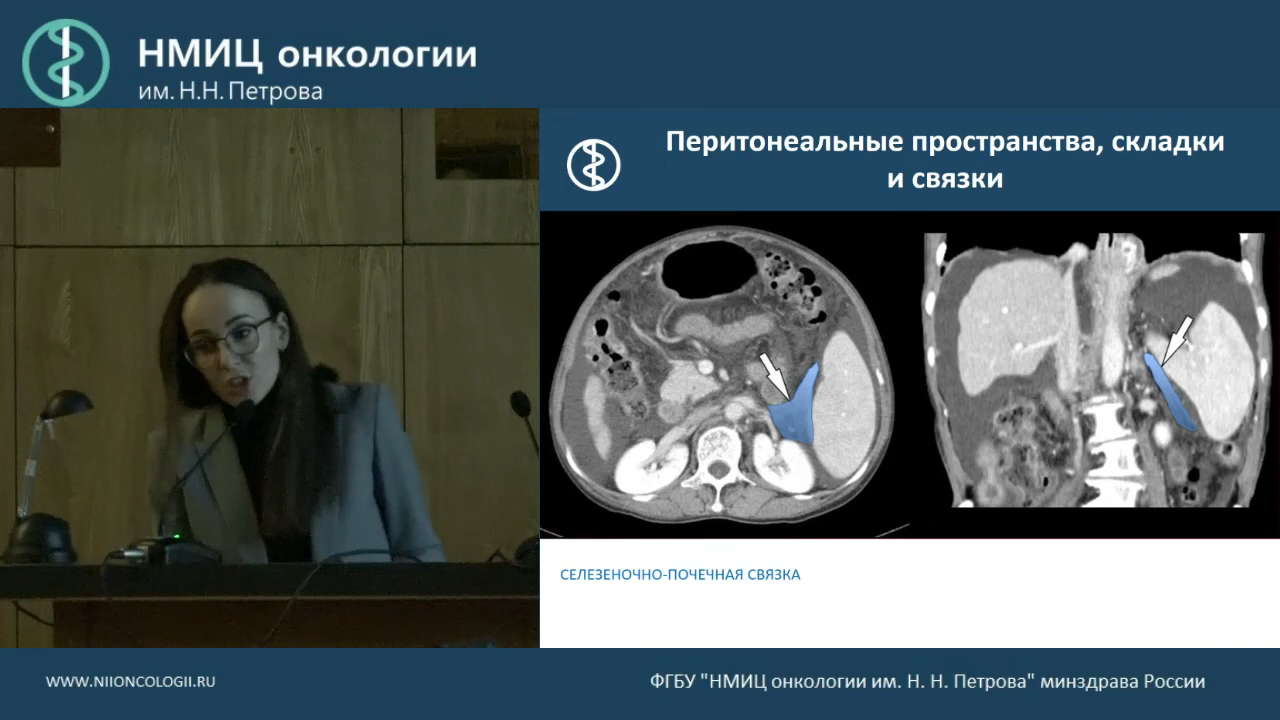 НМИЦ онкологии
им. Н.Н. Петрова
Перитонеальные пространства, складки
и связки
СЕЛЕЗЕНОЧНО-ПОЧЕЧНАЯ СВЯЗКА
WWW.NIIONCOLOGII.RU
ФГБУ "НМИЦ онкологии им. Н. Н. Петрова" минздрава России